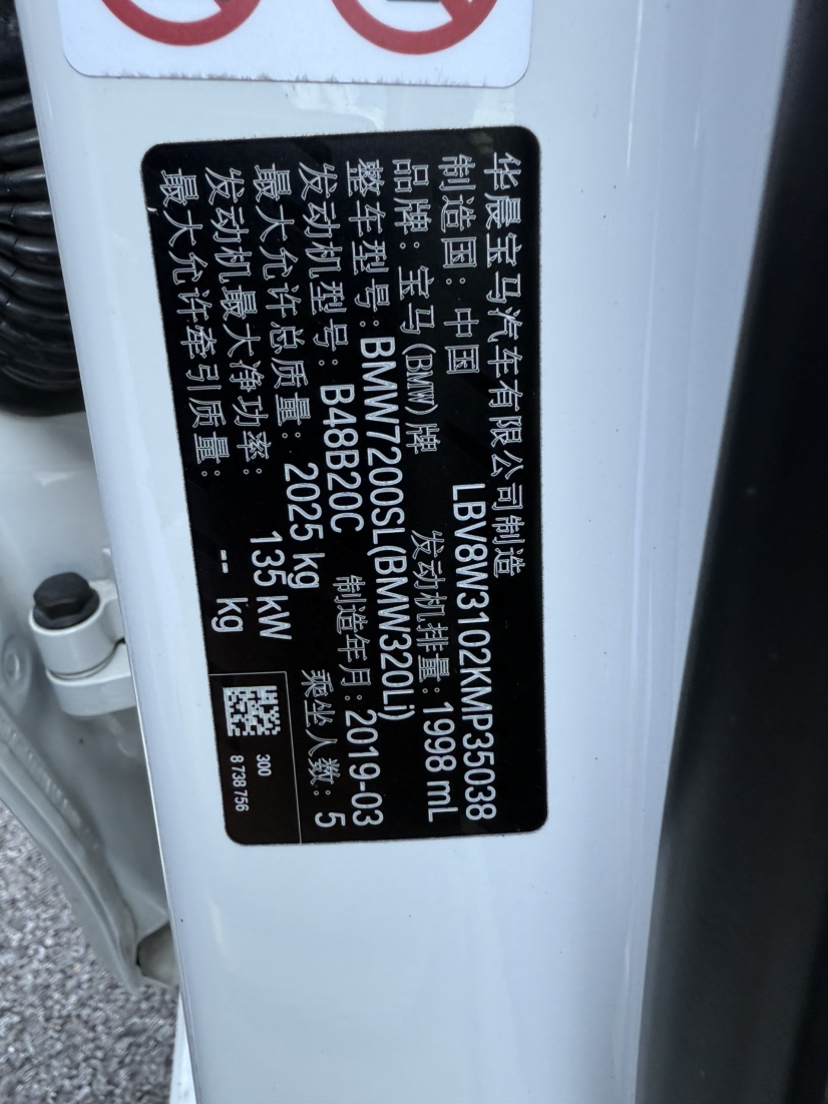 华晨宝马汽车有限公司制造
制造国：中国 LBV8W3102KMP35038
品牌：宝马(BMW)牌 发动机排量：1998 mL
整车型号：BMW7200SL(BMW320Li)
发动机型号：B48B20C 制造年月：2019-03
最大允许总质量：2025 kg 乘坐人数：5
发动机最大净功率：135 kW
最大允许牵引质量：-- kg
300
8 738 756